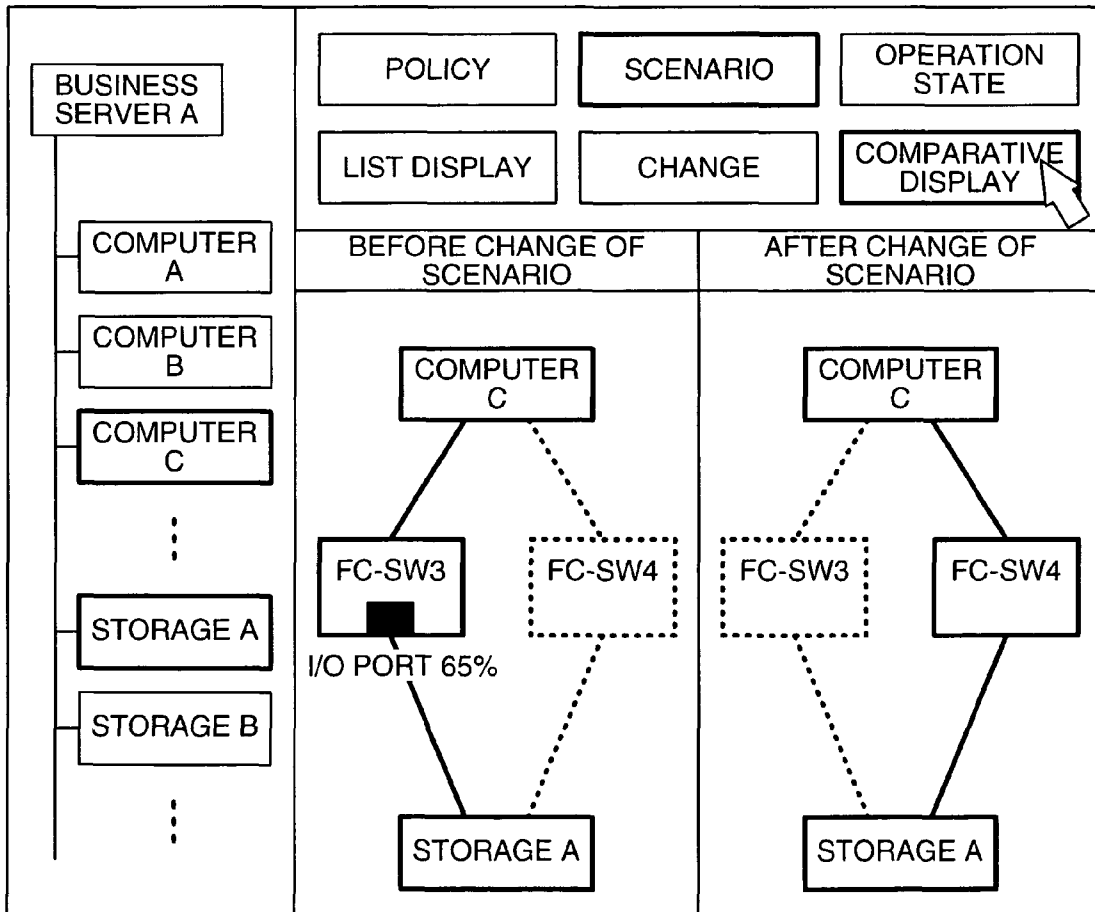 BUSINESS
SERVER A
COMPUTER
A
COMPUTER
B
COMPUTER
C
STORAGE A
STORAGE B
POLICY
SCENARIO
OPERATION
STATE
LIST DISPLAY
CHANGE
COMPARATIVE
DISPLAY
BEFORE CHANGE OF
SCENARIO
COMPUTER
C
FC-SW3
FC-SW4
I/O PORT 65%
STORAGE A
AFTER CHANGE OF
SCENARIO
COMPUTER
C
FC-SW3
FC-SW4
STORAGE A